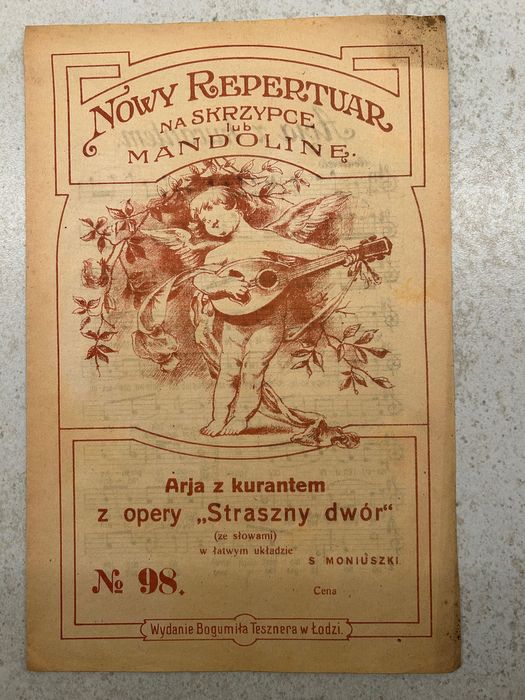 NOWY REPERTUAR
NA SKRZYPCE
lub
MANDOLINĘ.
Arja z kurantem
z opery „Straszny dwór“
(ze słowami)
w łatwym układzie
S MONIUSZKI
№ 98.
Cena
Wydanie Bogumiła Tesznera w Łodzi.